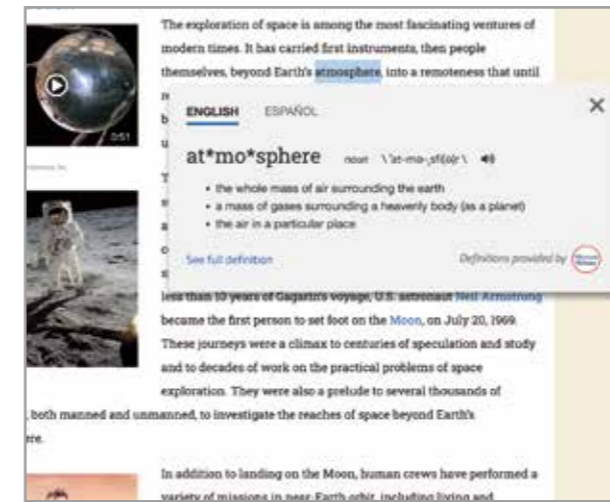 The exploration of space is among the most fascinating ventures of
modern times. It has carried first instruments, then people
themselves, beyond Earth's atmosphere, into a remoteness that until
ENGLISH ESPAÑOL
at*mo*sphere noun \ˈat-mə-ˌsfi(ə)r \
• the whole mass of air surrounding the earth
• a mass of gases surrounding a heavenly body (as a planet)
• the air in a particular place
See full definition Definitions provided by
0:51
less than 10 years of Gagarin's voyage, U.S. astronaut Neil Armstrong
became the first person to set foot on the Moon, on July 20, 1969.
These journeys were a climax to centuries of speculation and study
and to decades of work on the practical problems of space
exploration. They were also a prelude to several thousands of
, both manned and unmanned, to investigate the reaches of space beyond Earth's
re.
In addition to landing on the Moon, human crews have performed a
variety of missions in near-Earth orbit, including living and